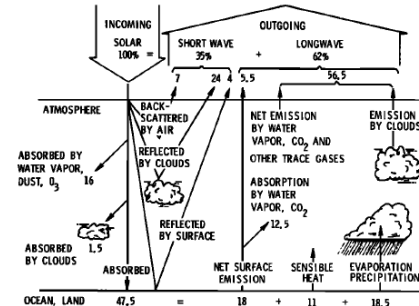 INCOMING
OUTGOING
SOLAR
100% =
SHORT WAVE
35%
+
LONGWAVE
62%
7
24
4
5.5
56.5
ATMOSPHERE
BACK-
SCATTERED
BY AIR
REFLECTED
BY CLOUDS
NET EMISSION
BY WATER
VAPOR, CO2 AND
OTHER TRACE GASES
EMISSION
BY CLOUDS
ABSORBED BY
WATER VAPOR,
DUST, O3 16
ABSORPTION
BY WATER
VAPOR, CO2
12.5
REFLECTED
BY SURFACE
ABSORBED
BY CLOUDS
1.5
ABSORBED
NET SURFACE
EMISSION
SENSIBLE
HEAT
EVAPORATION
PRECIPITATION
OCEAN, LAND 47.5 = 18 + 11 + 18.5